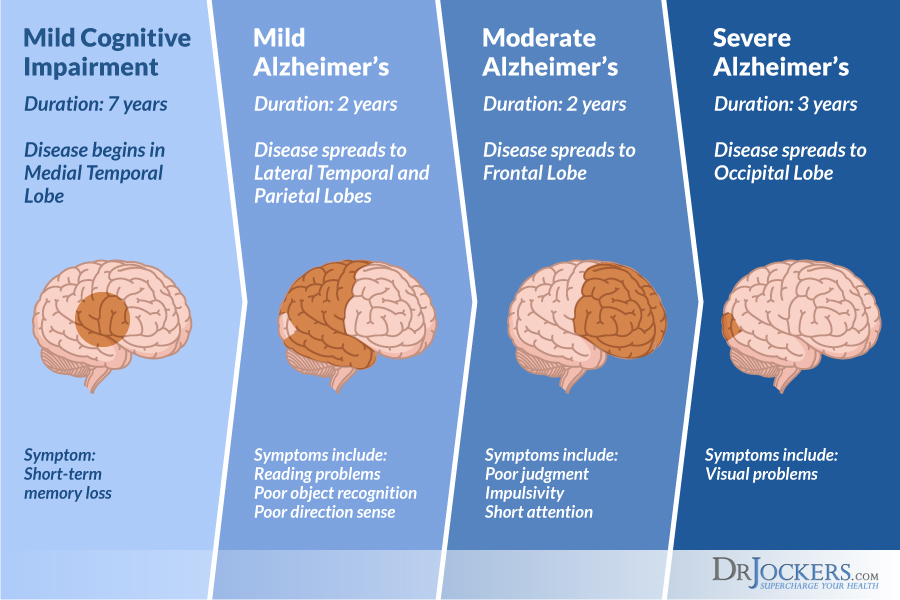 Mild Cognitive
Impairment
Duration: 7 years
Disease begins in
Medial Temporal
Lobe
Symptom:
Short-term
memory loss
Mild
Alzheimer's
Duration: 2 years
Disease spreads to
Lateral Temporal and
Parietal Lobes
Symptoms include:
Reading problems
Poor object recognition
Poor direction sense
Moderate
Alzheimer's
Duration: 2 years
Disease spreads to
Frontal Lobe
Symptoms include:
Poor judgment
Impulsivity
Short attention
Severe
Alzheimer's
Duration: 3 years
Disease spreads to
Occipital Lobe
Symptoms include:
Visual problems
DRJOCKERS.COM
SUPERCHARGE YOUR HEALTH